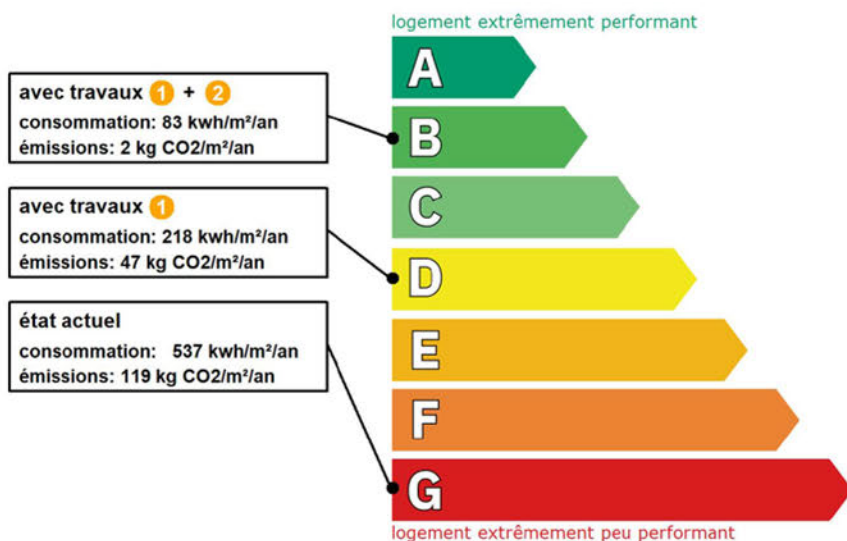 logement extrêmement performant
A
avec travaux 1 + 2
consommation: 83 kwh/m²/an
émissions: 2 kg CO2/m²/an
B
C
avec travaux 1
consommation: 218 kwh/m²/an
émissions: 47 kg CO2/m²/an
D
état actuel
consommation: 537 kwh/m²/an
émissions: 119 kg CO2/m²/an
E
F
G
logement extrêmement peu performant